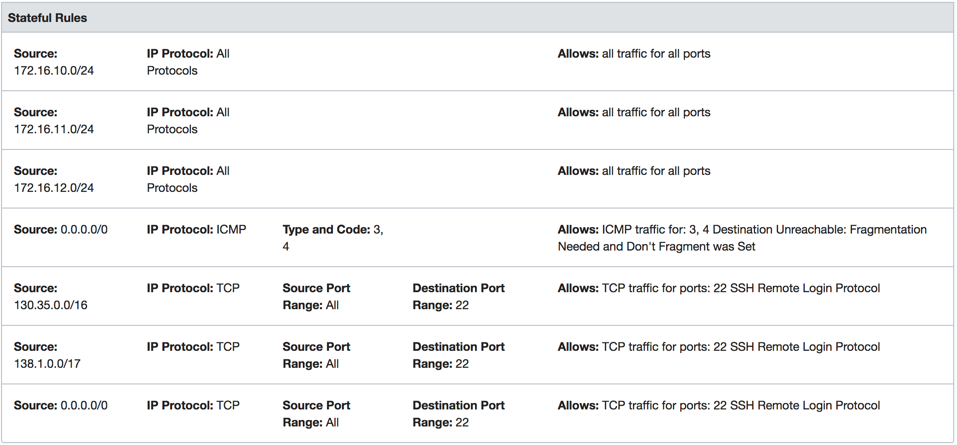 Stateful Rules
Source: IP Protocol: All Allows: all traffic for all ports
172.16.10.0/24 Protocols
Source: IP Protocol: All Allows: all traffic for all ports
172.16.11.0/24 Protocols
Source: IP Protocol: All Allows: all traffic for all ports
172.16.12.0/24 Protocols
Source: 0.0.0.0/0 IP Protocol: ICMP Type and Code: 3, Allows: ICMP traffic for: 3, 4 Destination Unreachable: Fragmentation
4 Needed and Don't Fragment was Set
Source: IP Protocol: TCP Source Port Destination Port Allows: TCP traffic for ports: 22 SSH Remote Login Protocol
130.35.0.0/16 Range: All Range: 22
Source: IP Protocol: TCP Source Port Destination Port Allows: TCP traffic for ports: 22 SSH Remote Login Protocol
138.1.0.0/17 Range: All Range: 22
Source: 0.0.0.0/0 IP Protocol: TCP Source Port Destination Port Allows: TCP traffic for ports: 22 SSH Remote Login Protocol
Range: All Range: 22